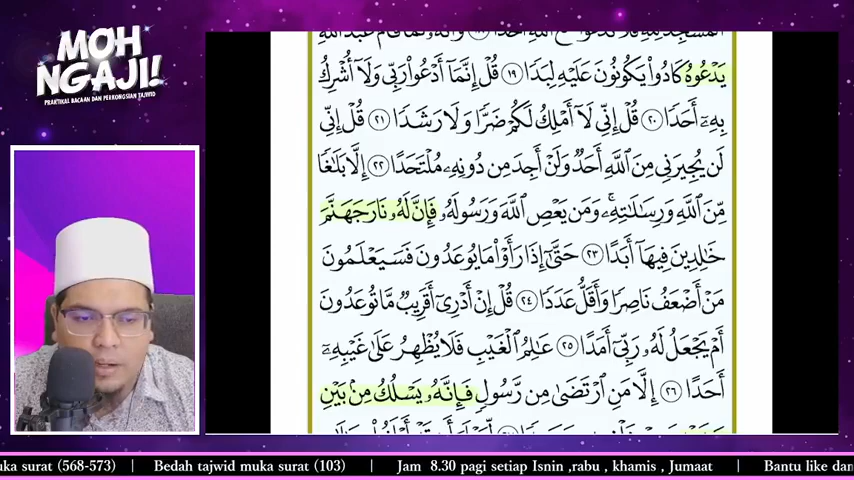 MOH
NGAJI!
PRAKTIKAL BACAAN DAN PERKONGSIAN TAJWID
يَدْعُوهُ كَادُوا۟ يَكُونُونَ عَلَيْهِ لِبَدًا ١٩ قُلْ إِنَّمَآ أَدْعُوا۟ رَبِّى وَلَآ أُشْرِكُ
بِهِۦٓ أَحَدًا ٢٠ قُلْ إِنِّى لَآ أَمْلِكُ لَكُمْ ضَرًّا وَلَا رَشَدًا ٢١ قُلْ إِنِّى
لَن يُجِيرَنِى مِنَ ٱللَّهِ أَحَدٌ وَلَنْ أَجِدَ مِن دُونِهِۦ مُلْتَحَدًا ٢٢ إِلَّا بَلَـٰغًا
مِّنَ ٱللَّهِ وَرِسَـٰلَـٰتِهِۦ ۚ وَمَن يَعْصِ ٱللَّهَ وَرَسُولَهُۥ فَإِنَّ لَهُۥ نَارَ جَهَنَّمَ
خَـٰلِدِينَ فِيهَآ أَبَدًا ٢٣ حَتَّىٰٓ إِذَا رَأَوْا۟ مَا يُوعَدُونَ فَسَيَعْلَمُونَ
مَنْ أَضْعَفُ نَاصِرًا وَأَقَلُّ عَدَدًا ٢٤ قُلْ إِنْ أَدْرِىٓ أَقَرِيبٌ مَّا تُوعَدُونَ
أَمْ يَجْعَلُ لَهُۥ رَبِّىٓ أَمَدًا ٢٥ عَـٰلِمُ ٱلْغَيْبِ فَلَا يُظْهِرُ عَلَىٰ غَيْبِهِۦٓ
أَحَدًا ٢٦ إِلَّا مَنِ ٱرْتَضَىٰ مِن رَّسُولٍ فَإِنَّهُۥ يَسْلُكُ مِنۢ بَيْنِ
uka surat (568-573) | Bedah tajwid muka surat (103) | Jam 8.30 pagi setiap Isnin ,rabu , khamis , Jumaat | Bantu like dan